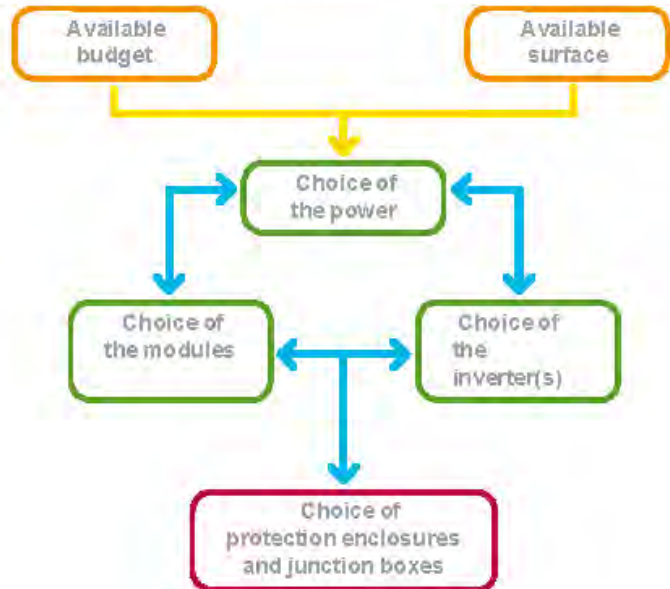 Available
budget
Available
surface
Choice of
the power
Choice of
the modules
Choice of
the
inverter(s)
Choice of
protection enclosures
and junction boxes